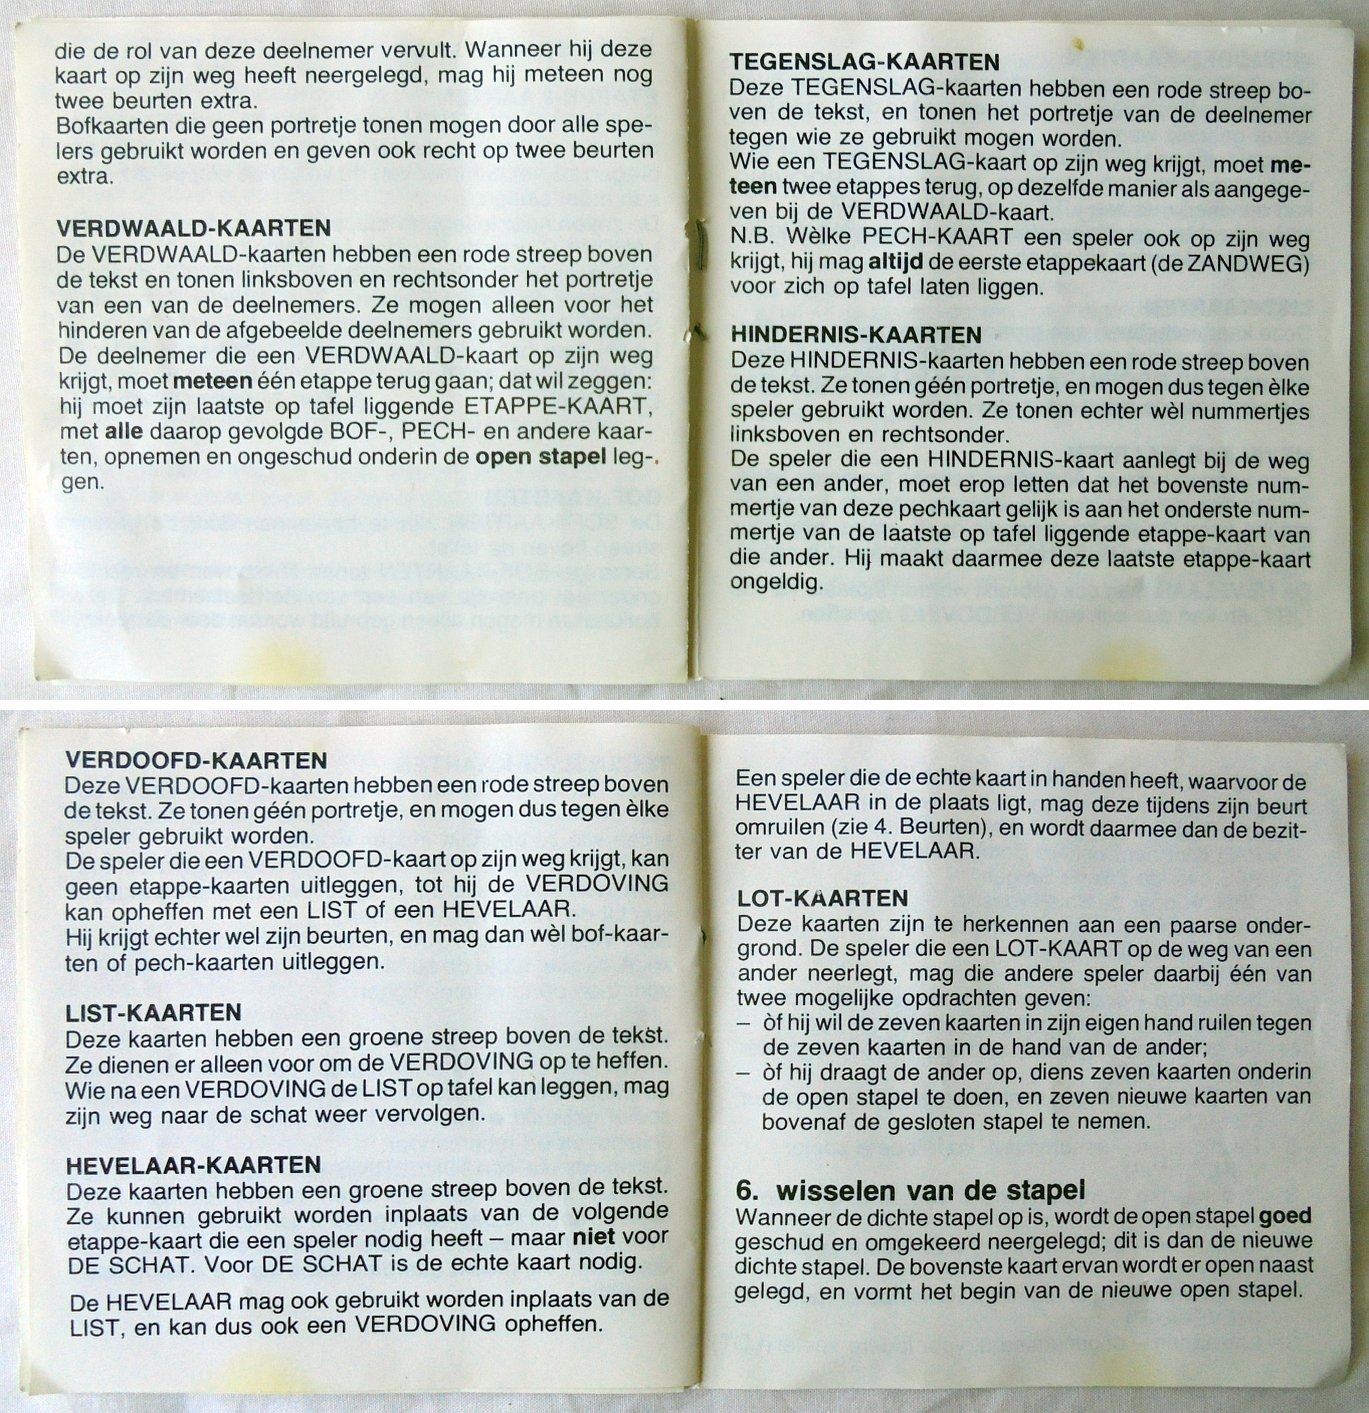 die de rol van deze deelnemer vervult. Wanneer hij deze
kaart op zijn weg heeft neergelegd, mag hij meteen nog
twee beurten extra.
Bofkaarten die geen portretje tonen mogen door alle spe-
lers gebruikt worden en geven ook recht op twee beurten
extra.
VERDWAALD-KAARTEN
De VERDWAALD-kaarten hebben een rode streep boven
de tekst en tonen linksboven en rechtsonder het portretje
van een van de deelnemers. Ze mogen alleen voor het
hinderen van de afgebeelde deelnemers gebruikt worden.
De deelnemer die een VERDWAALD-kaart op zijn weg
krijgt, moet meteen één etappe terug gaan; dat wil zeggen:
hij moet zijn laatste op tafel liggende ETAPPE-KAART,
met alle daarop gevolgde BOF-, PECH- en andere kaar-
ten, opnemen en ongeschud onderin de open stapel leg-
gen.
TEGENSLAG-KAARTEN
Deze TEGENSLAG-kaarten hebben een rode streep bo-
ven de tekst, en tonen het portretje van de deelnemer
tegen wie ze gebruikt mogen worden.
Wie een TEGENSLAG-kaart op zijn weg krijgt, moet me-
teen twee etappes terug, op dezelfde manier als aangege-
ven bij de VERDWAALD-kaart.
N.B. Wèlke PECH-KAART een speler ook op zijn weg
krijgt, hij mag altijd de eerste etappekaart (de ZANDWEG)
voor zich op tafel laten liggen.
HINDERNIS-KAARTEN
Deze HINDERNIS-kaarten hebben een rode streep boven
de tekst. Ze tonen géén portretje, en mogen dus tegen èlke
speler gebruikt worden. Ze tonen echter wèl nummertjes
linksboven en rechtsonder.
De speler die een HINDERNIS-kaart aanlegt bij de weg
van een ander, moet erop letten dat het bovenste num-
mertje van deze pechkaart gelijk is aan het onderste num-
mertje van de laatste op tafel liggende etappe-kaart van
die ander. Hij maakt daarmee deze laatste etappe-kaart
ongeldig.
VERDOOFD-KAARTEN
Deze VERDOOFD-kaarten hebben een rode streep boven
de tekst. Ze tonen géén portretje, en mogen dus tegen èlke
speler gebruikt worden.
De speler die een VERDOOFD-kaart op zijn weg krijgt, kan
geen etappe-kaarten uitleggen, tot hij de VERDOVING
kan opheffen met een LIST of een HEVELAAR.
Hij krijgt echter wel zijn beurten, en mag dan wèl bof-kaar-
ten of pech-kaarten uitleggen.
LIST-KAARTEN
Deze kaarten hebben een groene streep boven de tekst.
Ze dienen er alleen voor om de VERDOVING op te heffen.
Wie na een VERDOVING de LIST op tafel kan leggen, mag
zijn weg naar de schat weer vervolgen.
HEVELAAR-KAARTEN
Deze kaarten hebben een groene streep boven de tekst.
Ze kunnen gebruikt worden inplaats van de volgende
etappe-kaart die een speler nodig heeft – maar niet voor
DE SCHAT. Voor DE SCHAT is de echte kaart nodig.
De HEVELAAR mag ook gebruikt worden inplaats van de
LIST, en kan dus ook een VERDOVING opheffen.
Een speler die de echte kaart in handen heeft, waarvoor de
HEVELAAR in de plaats ligt, mag deze tijdens zijn beurt
omruilen (zie 4. Beurten), en wordt daarmee dan de bezit-
ter van de HEVELAAR.
LOT-KAARTEN
Deze kaarten zijn te herkennen aan een paarse onder-
grond. De speler die een LOT-KAART op de weg van een
ander neerlegt, mag die andere speler daarbij één van
twee mogelijke opdrachten geven:
– òf hij wil de zeven kaarten in zijn eigen hand ruilen tegen
de zeven kaarten in de hand van de ander;
– òf hij draagt de ander op, diens zeven kaarten onderin
de open stapel te doen, en zeven nieuwe kaarten van
bovenaf de gesloten stapel te nemen.
6. wisselen van de stapel
Wanneer de dichte stapel op is, wordt de open stapel goed
geschud en omgekeerd neergelegd; dit is dan de nieuwe
dichte stapel. De bovenste kaart ervan wordt er open naast
gelegd, en vormt het begin van de nieuwe open stapel.